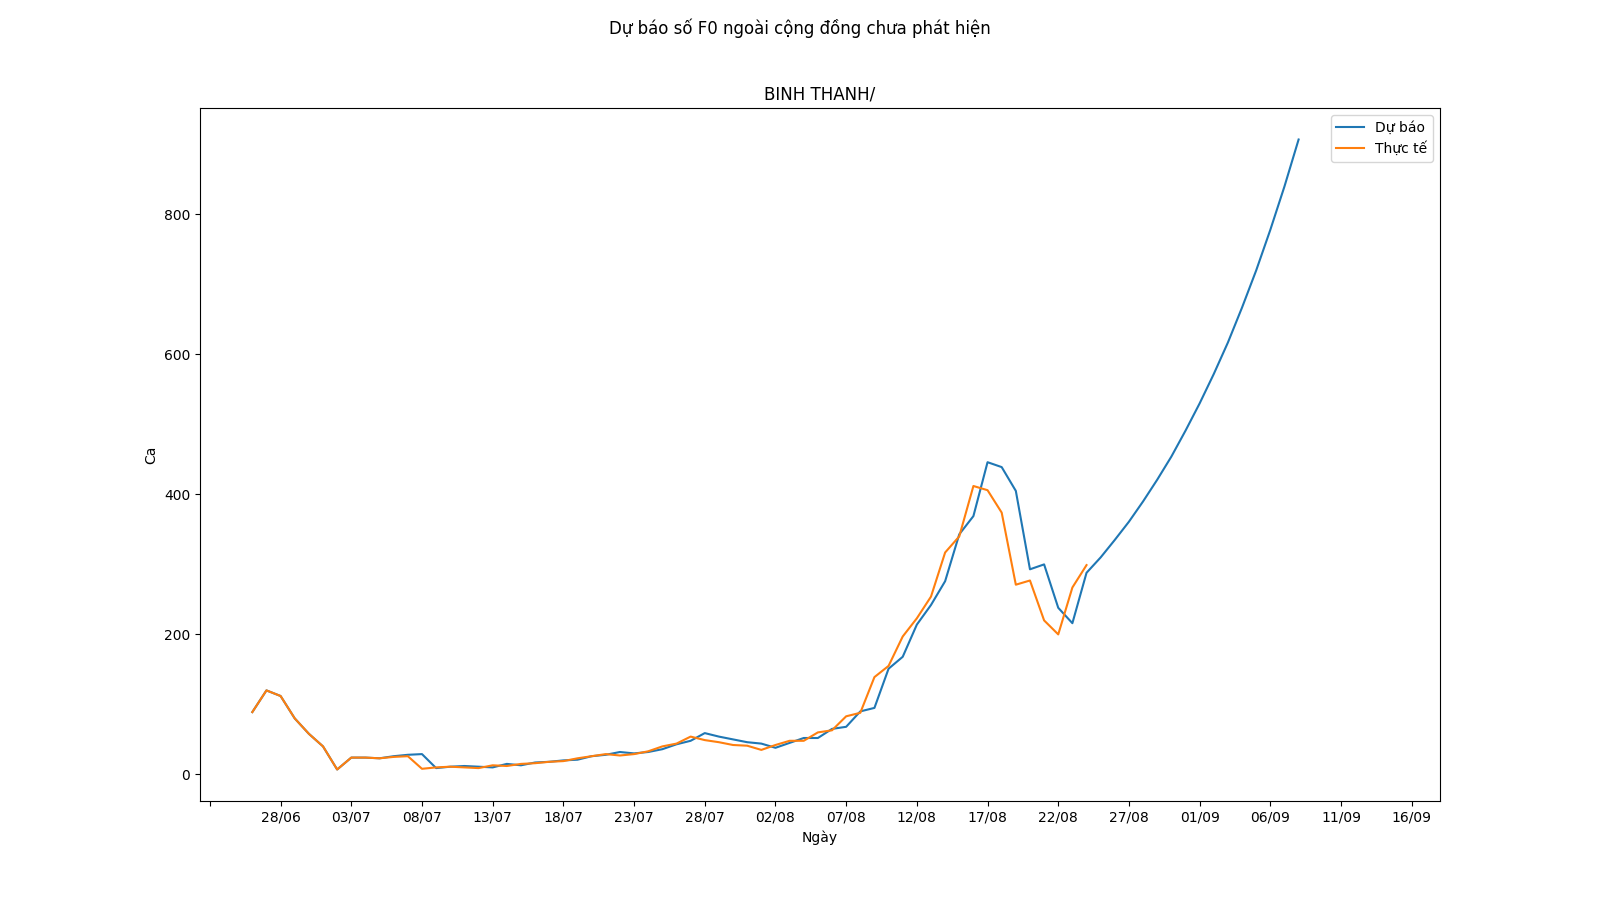 Dự báo số F0 ngoài cộng đồng chưa phát hiện
BINH THANH/
Dự báo
Thực tế
Ca
800
600
400
200
0
28/06 03/07 08/07 13/07 18/07 23/07 28/07 02/08 07/08 12/08 17/08 22/08 27/08 01/09 06/09 11/09 16/09
Ngày